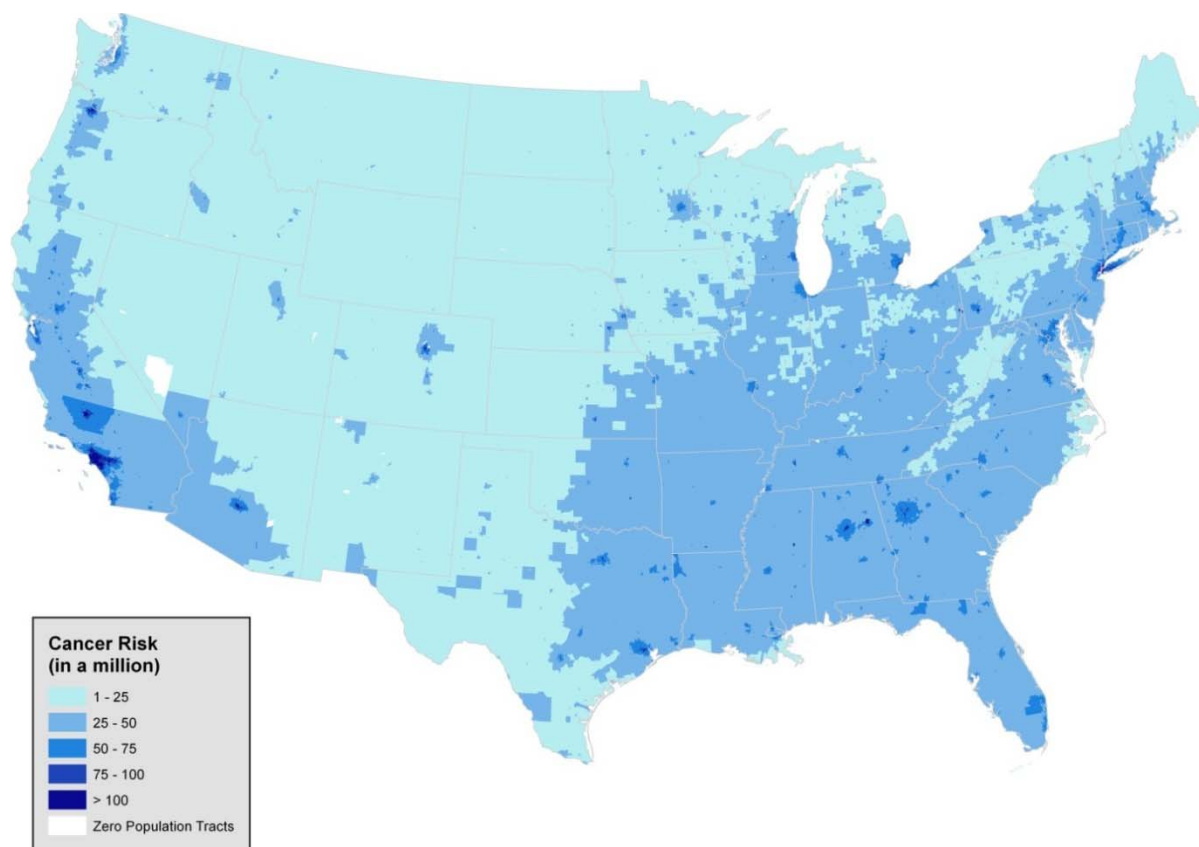 Cancer Risk
(in a million)
1 - 25
25 - 50
50 - 75
75 - 100
> 100
Zero Population Tracts